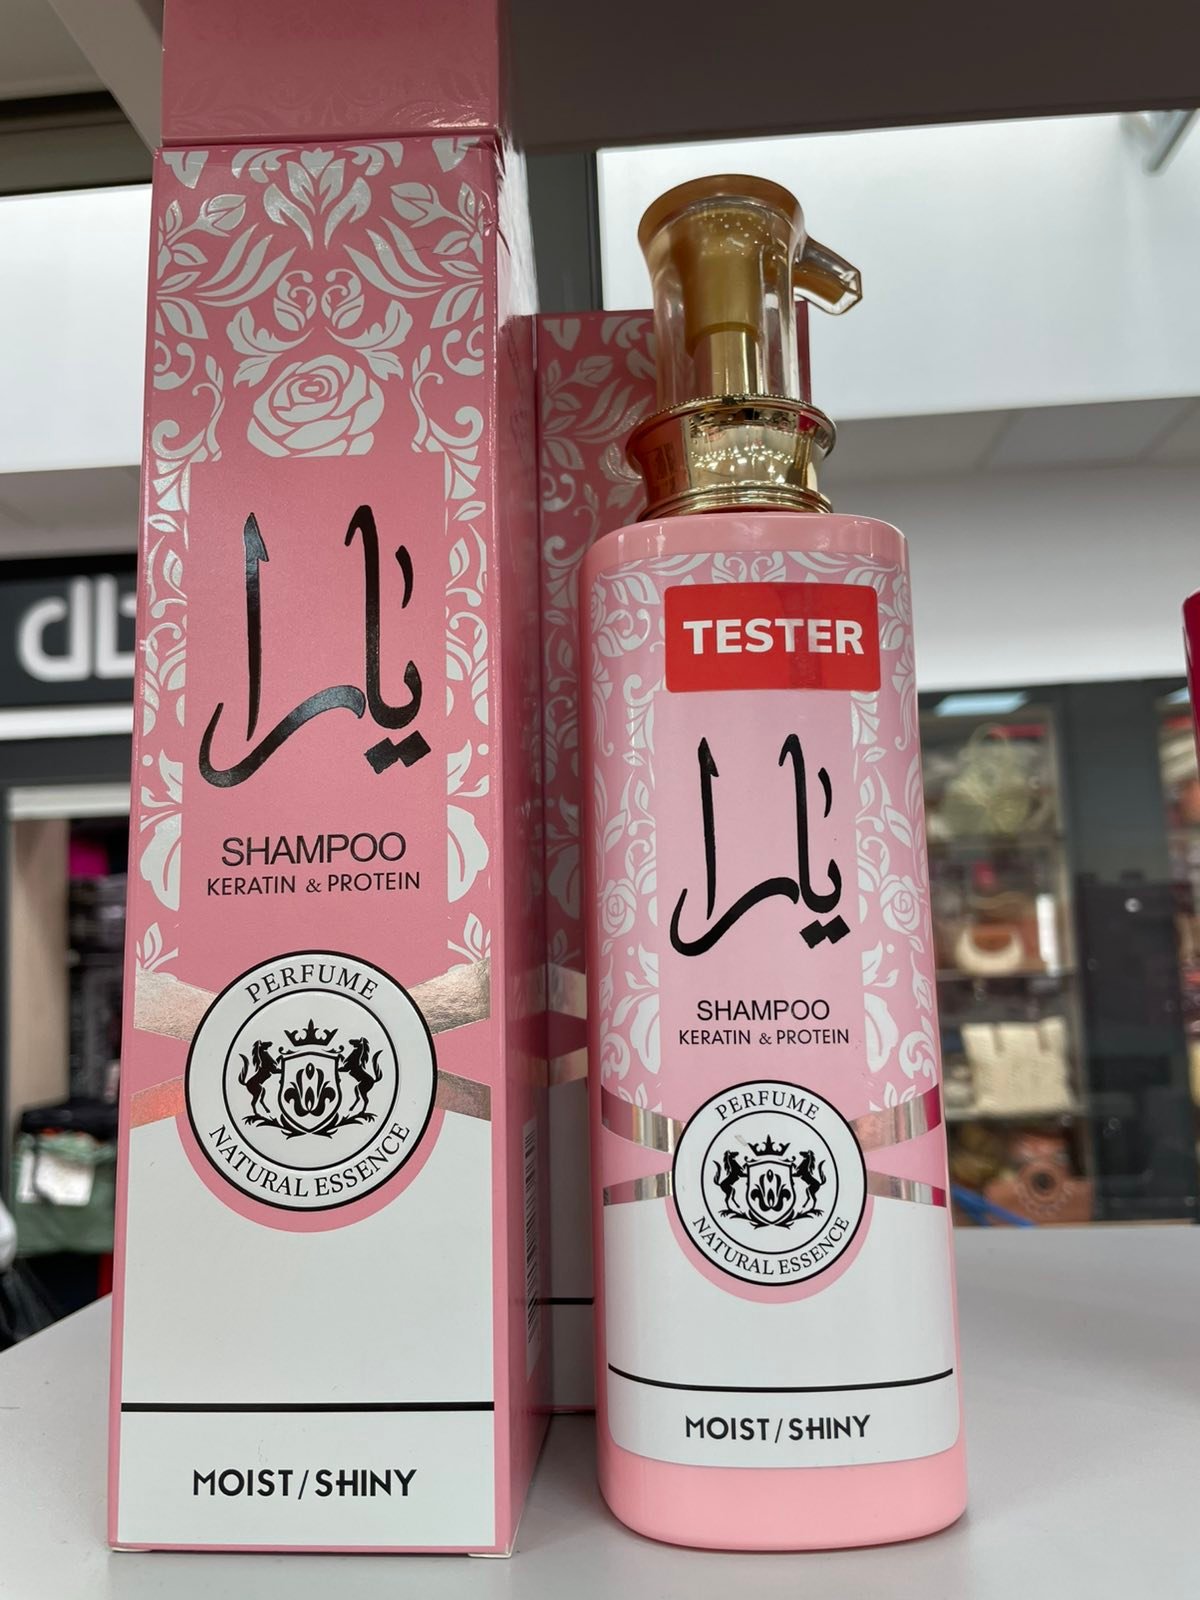 يارا
SHAMPOO
KERATIN & PROTEIN
PERFUME
NATURAL ESSENCE
MOIST/SHINY
TESTER
يارا
SHAMPOO
KERATIN & PROTEIN
PERFUME
NATURAL ESSENCE
MOIST/SHINY